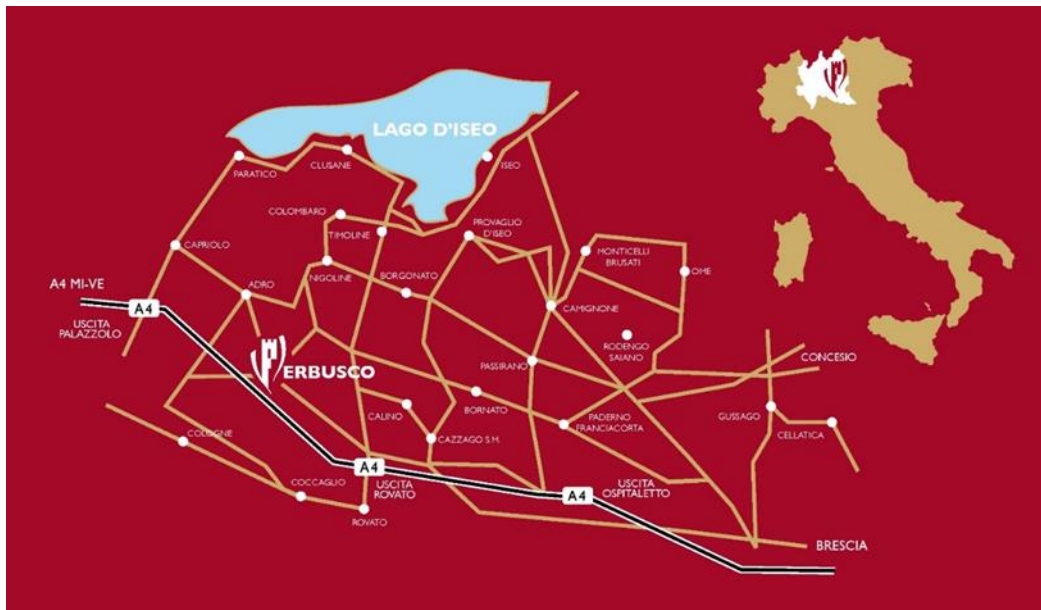 LAGO D'ISEO
PARATICO
CLUSANE
ISEO
COLOMBARO
TIMOLINE
PROVAGLIO
D'ISEO
CAPRIOLO
MONTICELLI
BRUSATI
OME
A4 MI-VE
ADRO
NIGOLINE
BORGONATO
A4
USCITA
PALAZZOLO
CAMIGNONE
RODENGO
SAIANO
CONCESIO
ERBUSCO
PASSIRANO
CALINO
BORNATO
PADERNO
FRANCIACORTA
GUSSAGO
CELLATICA
COLOGNE
CAZZAGO S.M.
A4
USCITA
ROVATO
COCCAGLIO
ROVATO
A4
USCITA
OSPITALETTO
BRESCIA